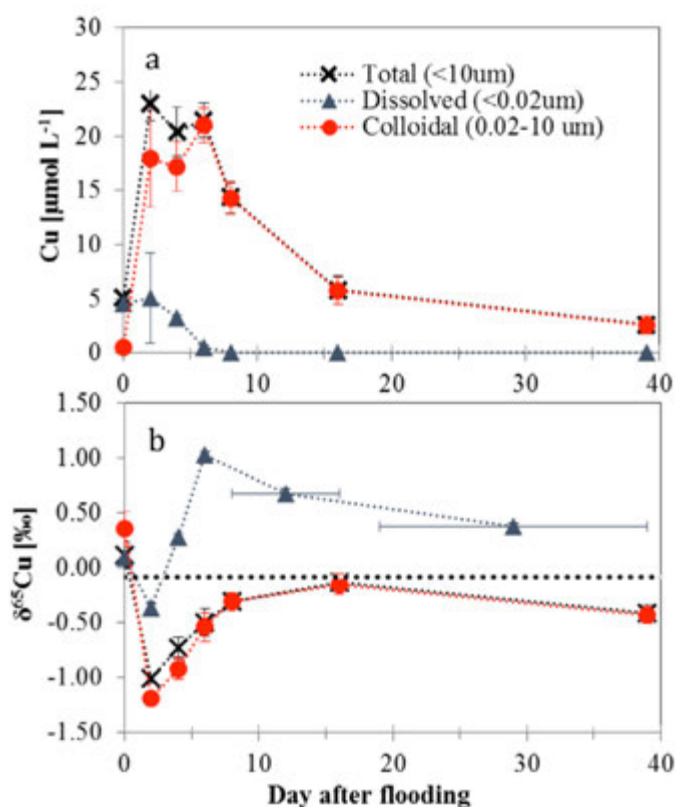 30
25
20
15
10
5
0
Cu [µmol L⁻¹]
a
Total (<10um)
Dissolved (<0.02um)
Colloidal (0.02-10 um)
0 10 20 30 40
1.50
1.00
0.50
0.00
-0.50
-1.00
-1.50
δ⁶⁵Cu [‰]
b
0 10 20 30 40
Day after flooding